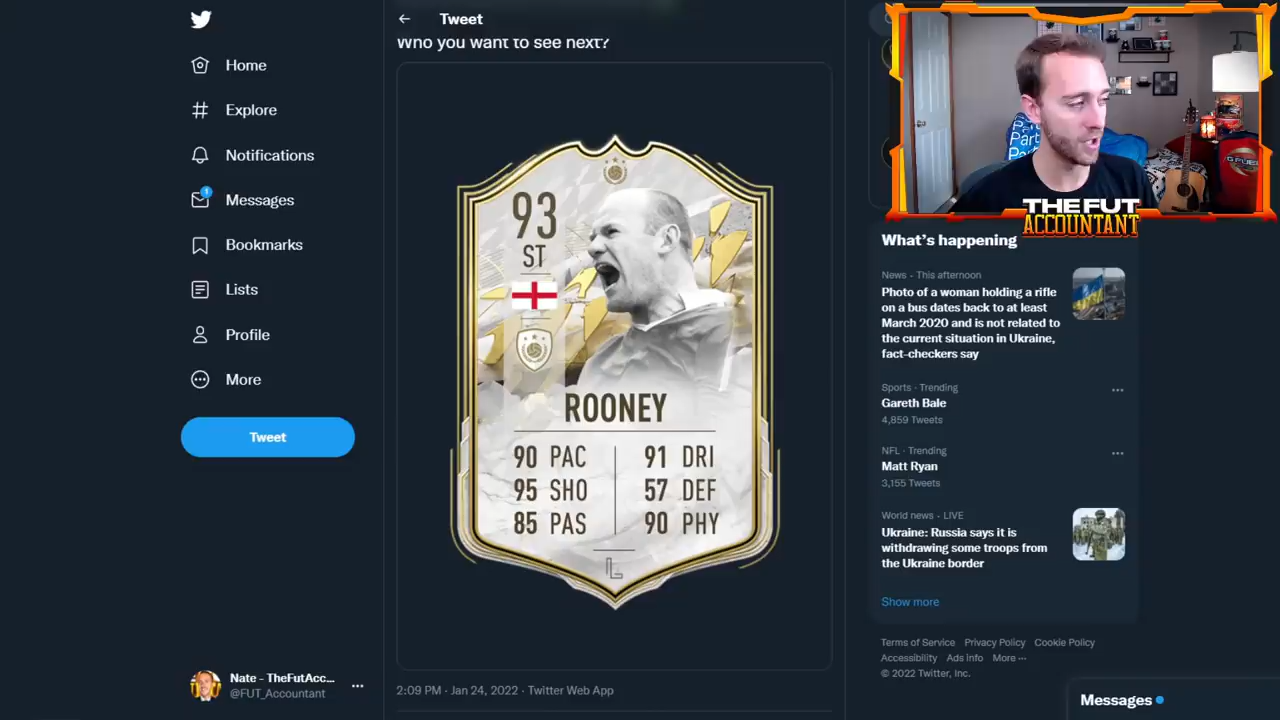 Tweet
Who you want to see next?
Home
Explore
Notifications
1
Messages
Bookmarks
Lists
Profile
More
Tweet
Nate - TheFutAcc...
@FUT_Accountant
93
ST
ROONEY
90 PAC
91 DRI
95 SHO
57 DEF
85 PAS
90 PHY
2:09 PM · Jan 24, 2022 · Twitter Web App
Part
Part
G FUEL
THE FUT
ACCOUNTANT
What's happening
News · This afternoon
Photo of a woman holding a rifle
on a bus dates back to at least
March 2020 and is not related to
the current situation in Ukraine,
fact-checkers say
Sports · Trending
Gareth Bale
4,859 Tweets
NFL · Trending
Matt Ryan
3,155 Tweets
World news · LIVE
Ukraine: Russia says it is
withdrawing some troops from
the Ukraine border
Show more
Terms of Service Privacy Policy Cookie Policy
Accessibility Ads info More ···
© 2022 Twitter, Inc.
Messages